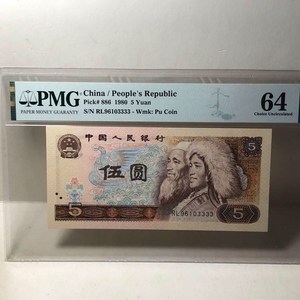 PMG
PAPER MONEY GUARANTY
China / People's Republic
Pick# 886 1980 5 Yuan
S/N RL96103333 - Wmk: Pu Coin
64
Choice Uncirculated
中国人民银行
5
伍圆
5
5
RL96103333